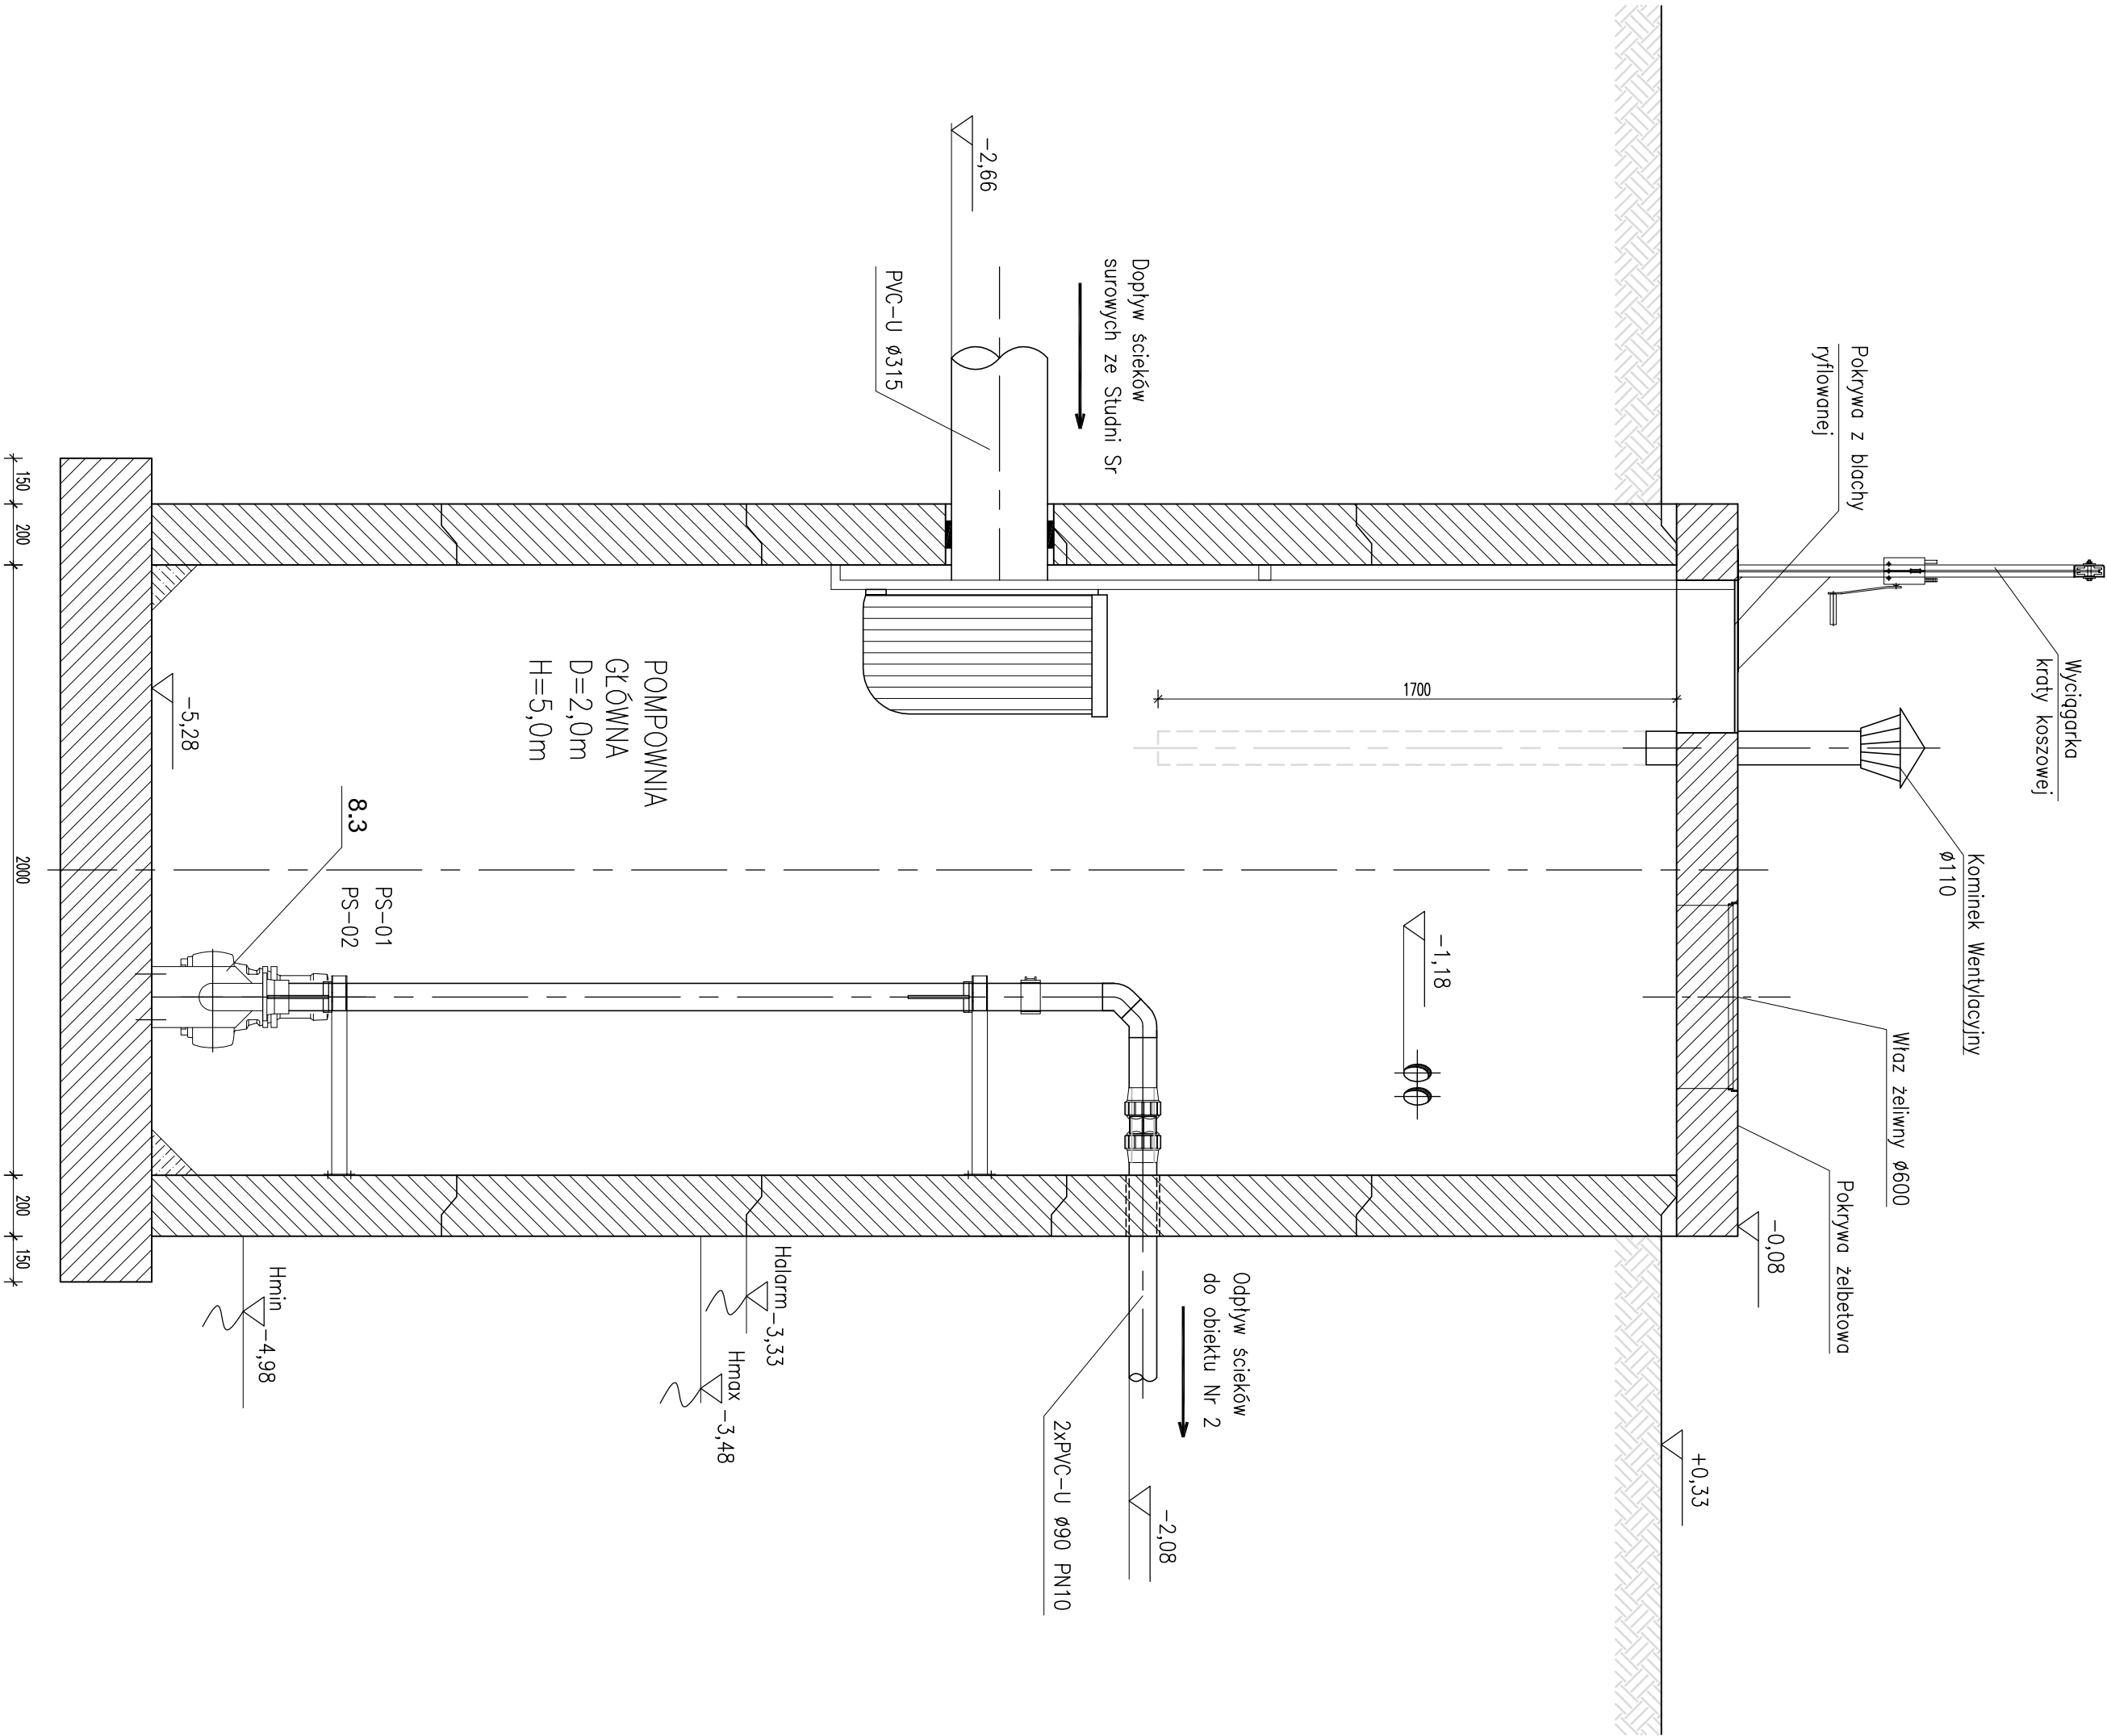 Wyciągarka
kraty koszowej
Kominek Wentylacyjny
ø110
Pokrywa z blachy
ryflowanej
Właz żeliwny ø600
Pokrywa żelbetowa
-0,08
+0,33
-1,18
1700
Dopływ ścieków
surowych ze Studni Sr
-2,66
PVC-U ø315
Odpływ ścieków
do obiektu Nr 2
-2,08
2xPVC-U ø90 PN10
POMPOWNIA
GŁÓWNA
D=2,0m
H=5,0m
Halarm -3,33
Hmax -3,48
PS-01
PS-02
8.3
Hmin -4,98
-5,28
150 200 2000 200 150